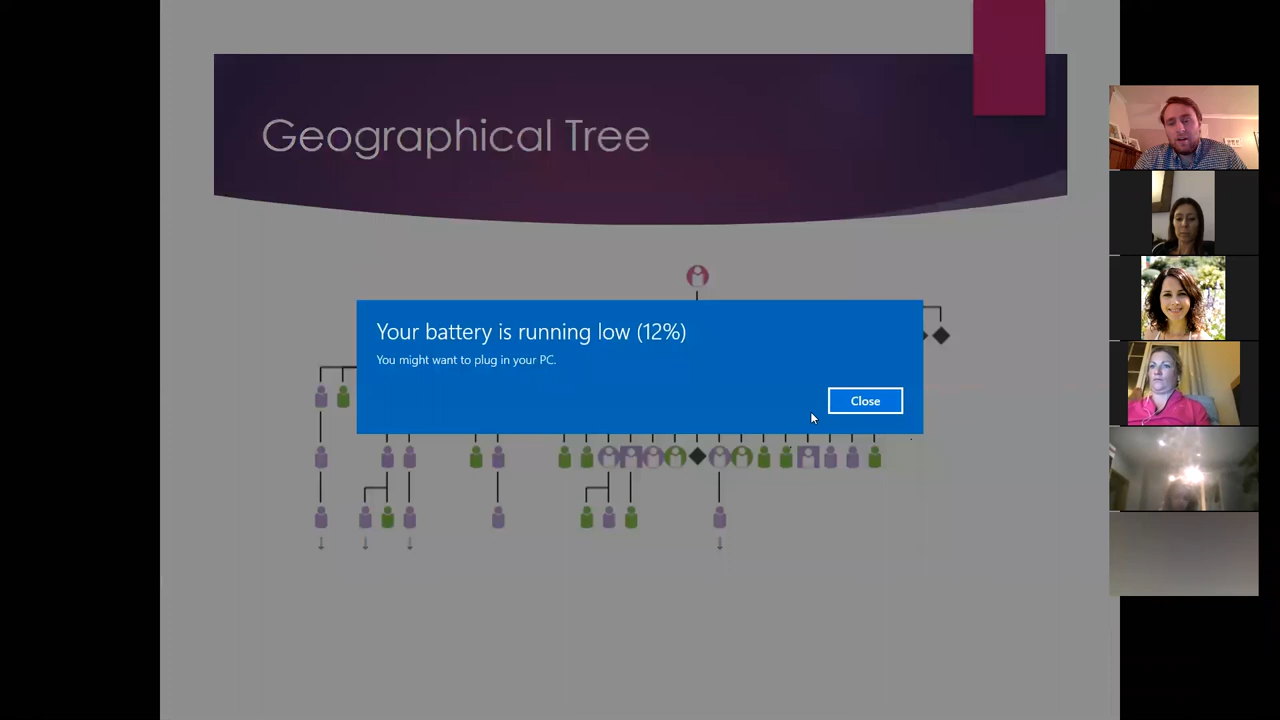 Geographical Tree
Your battery is running low (12%)
You might want to plug in your PC.
Close